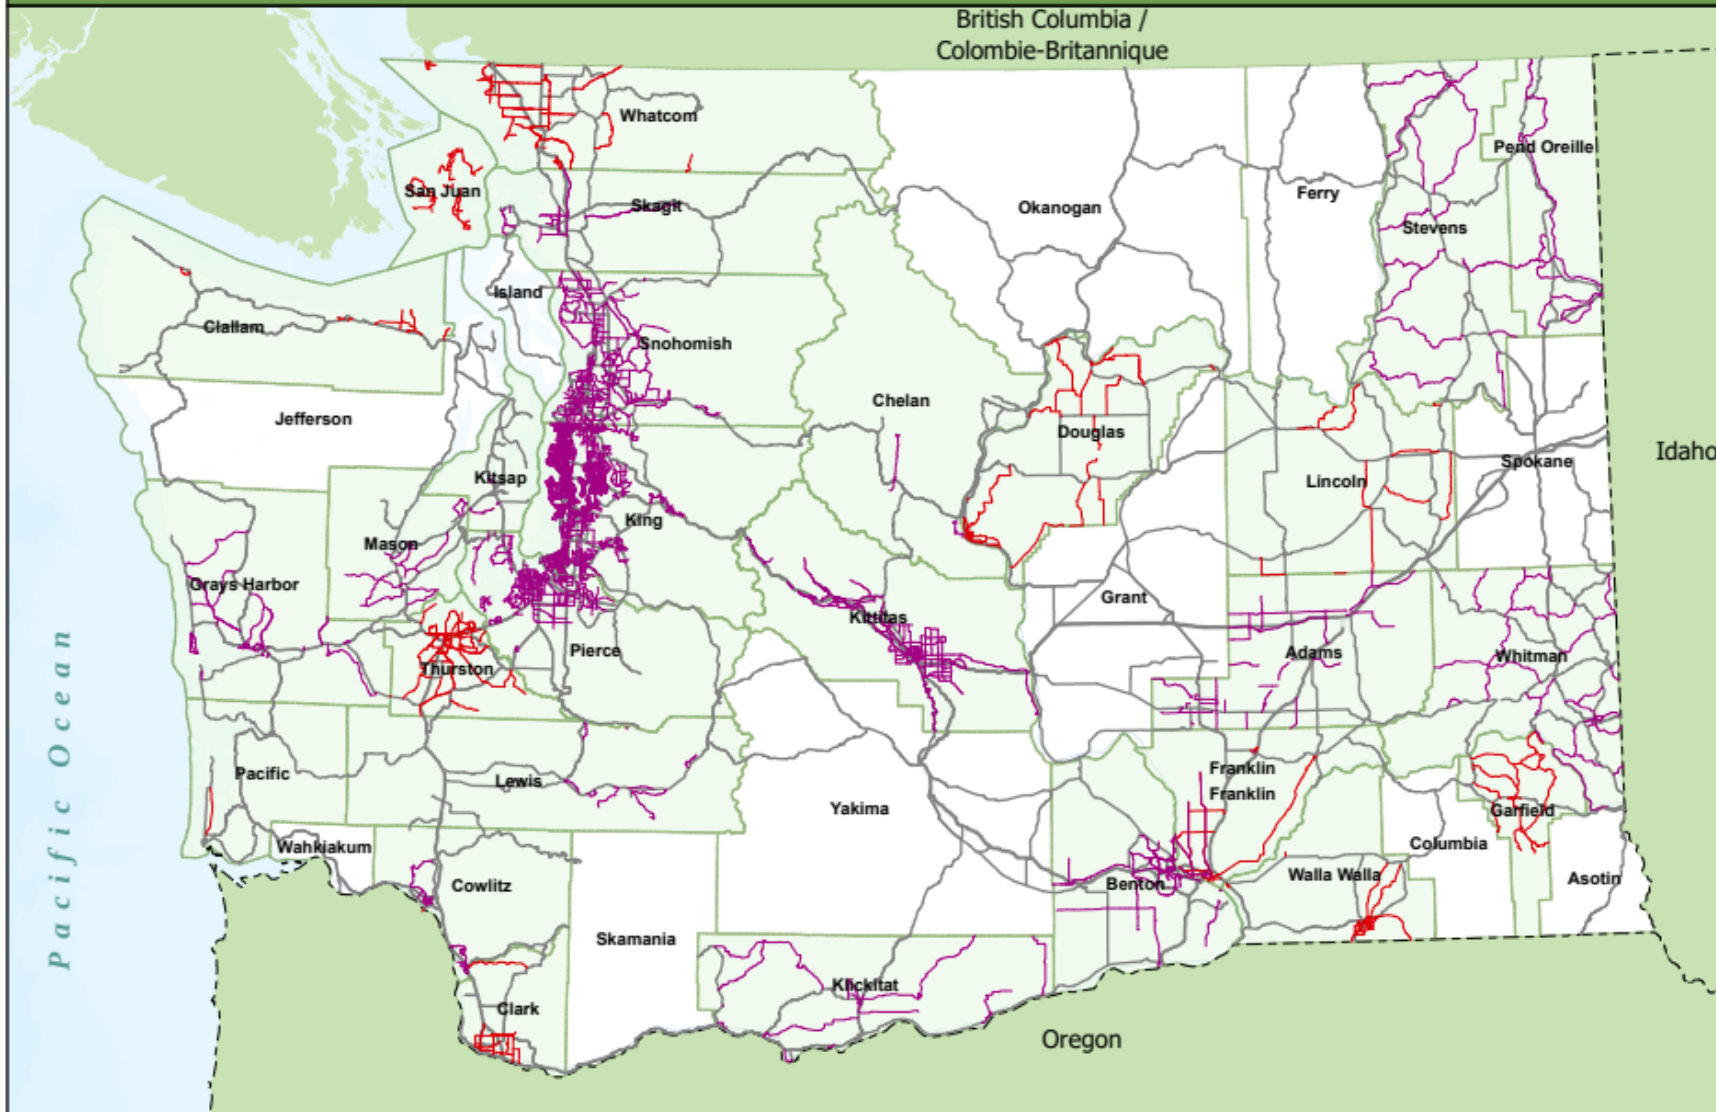 British Columbia /
Colombie-Britannique
Whatcom
Pend Oreille
San Juan
Ferry
Skagit
Okanogan
Stevens
Island
Clallam
Snohomish
Chelan
Jefferson
Douglas
Idaho
Kitsap
Lincoln
Spokane
King
Mason
Grays Harbor
Grant
Kittitas
Pierce
Adams
Whitman
Thurston
Pacific Ocean
Pacific
Lewis
Franklin
Franklin
Yakima
Garfield
Wahkiakum
Columbia
Cowlitz
Benton
Walla Walla
Asotin
Skamania
Klickitat
Clark
Oregon